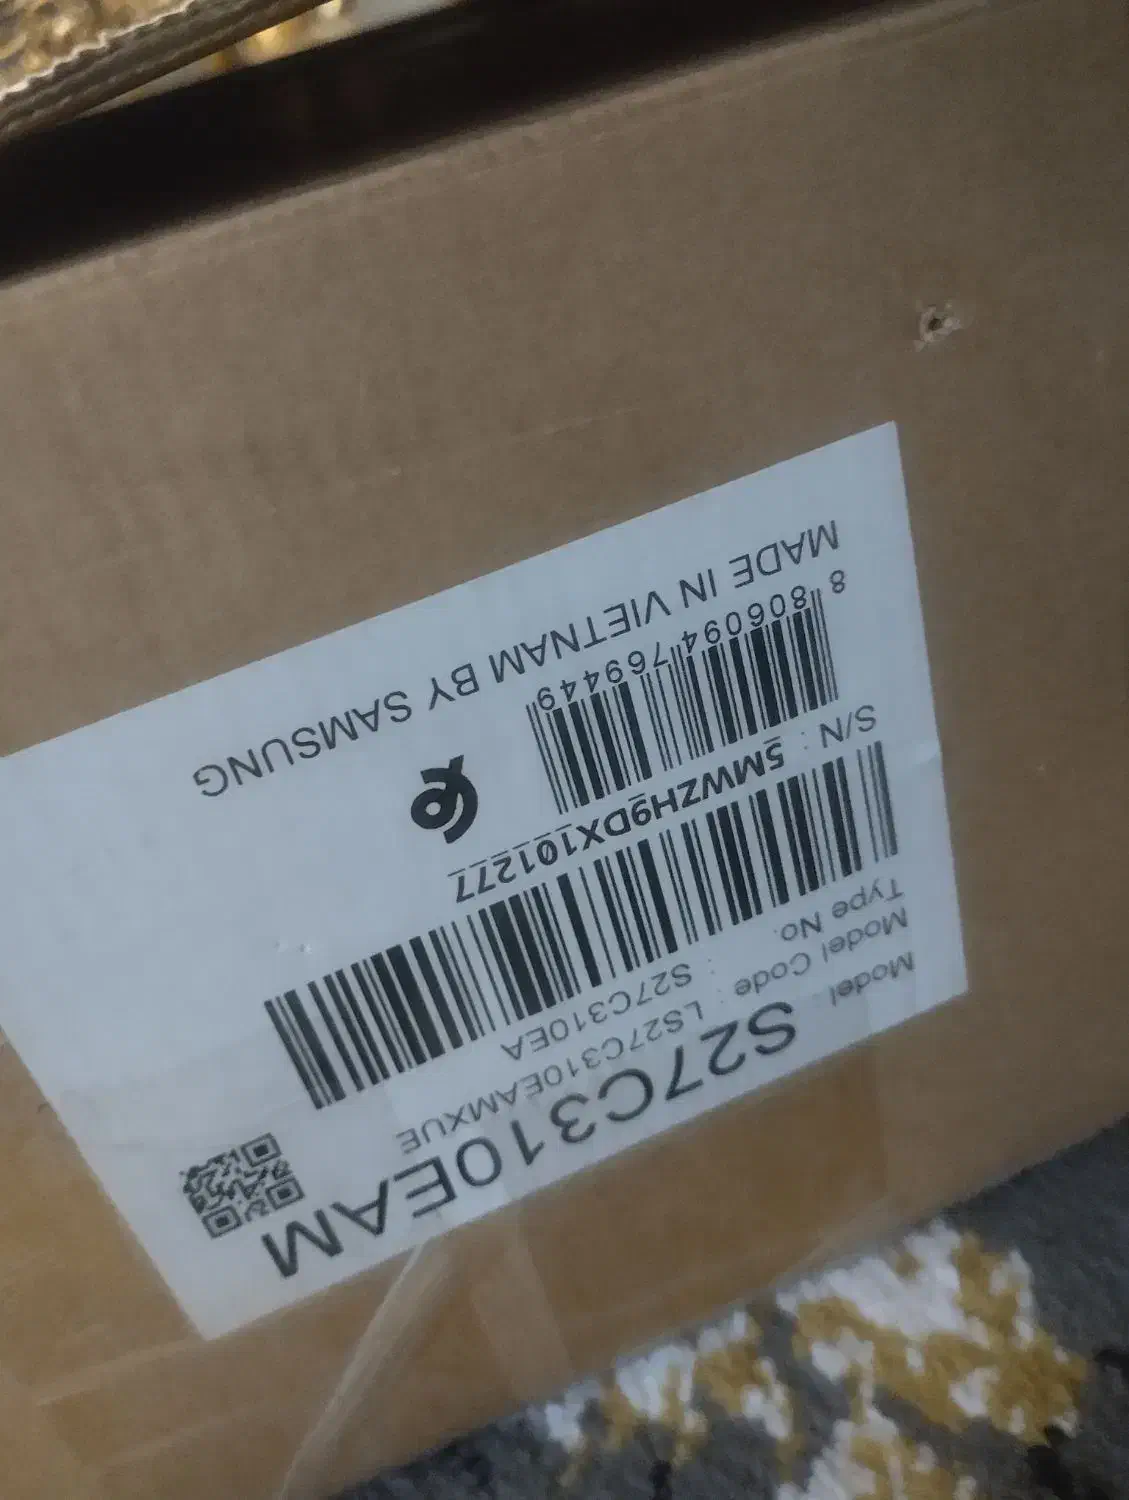 Model : S27C310EAM
Model Code : LS27C310EAMXUE
Type No. : S27C310EA
S/N : 5MWZH9DX101277
8 806094 769449
MADE IN VIETNAM BY SAMSUNG